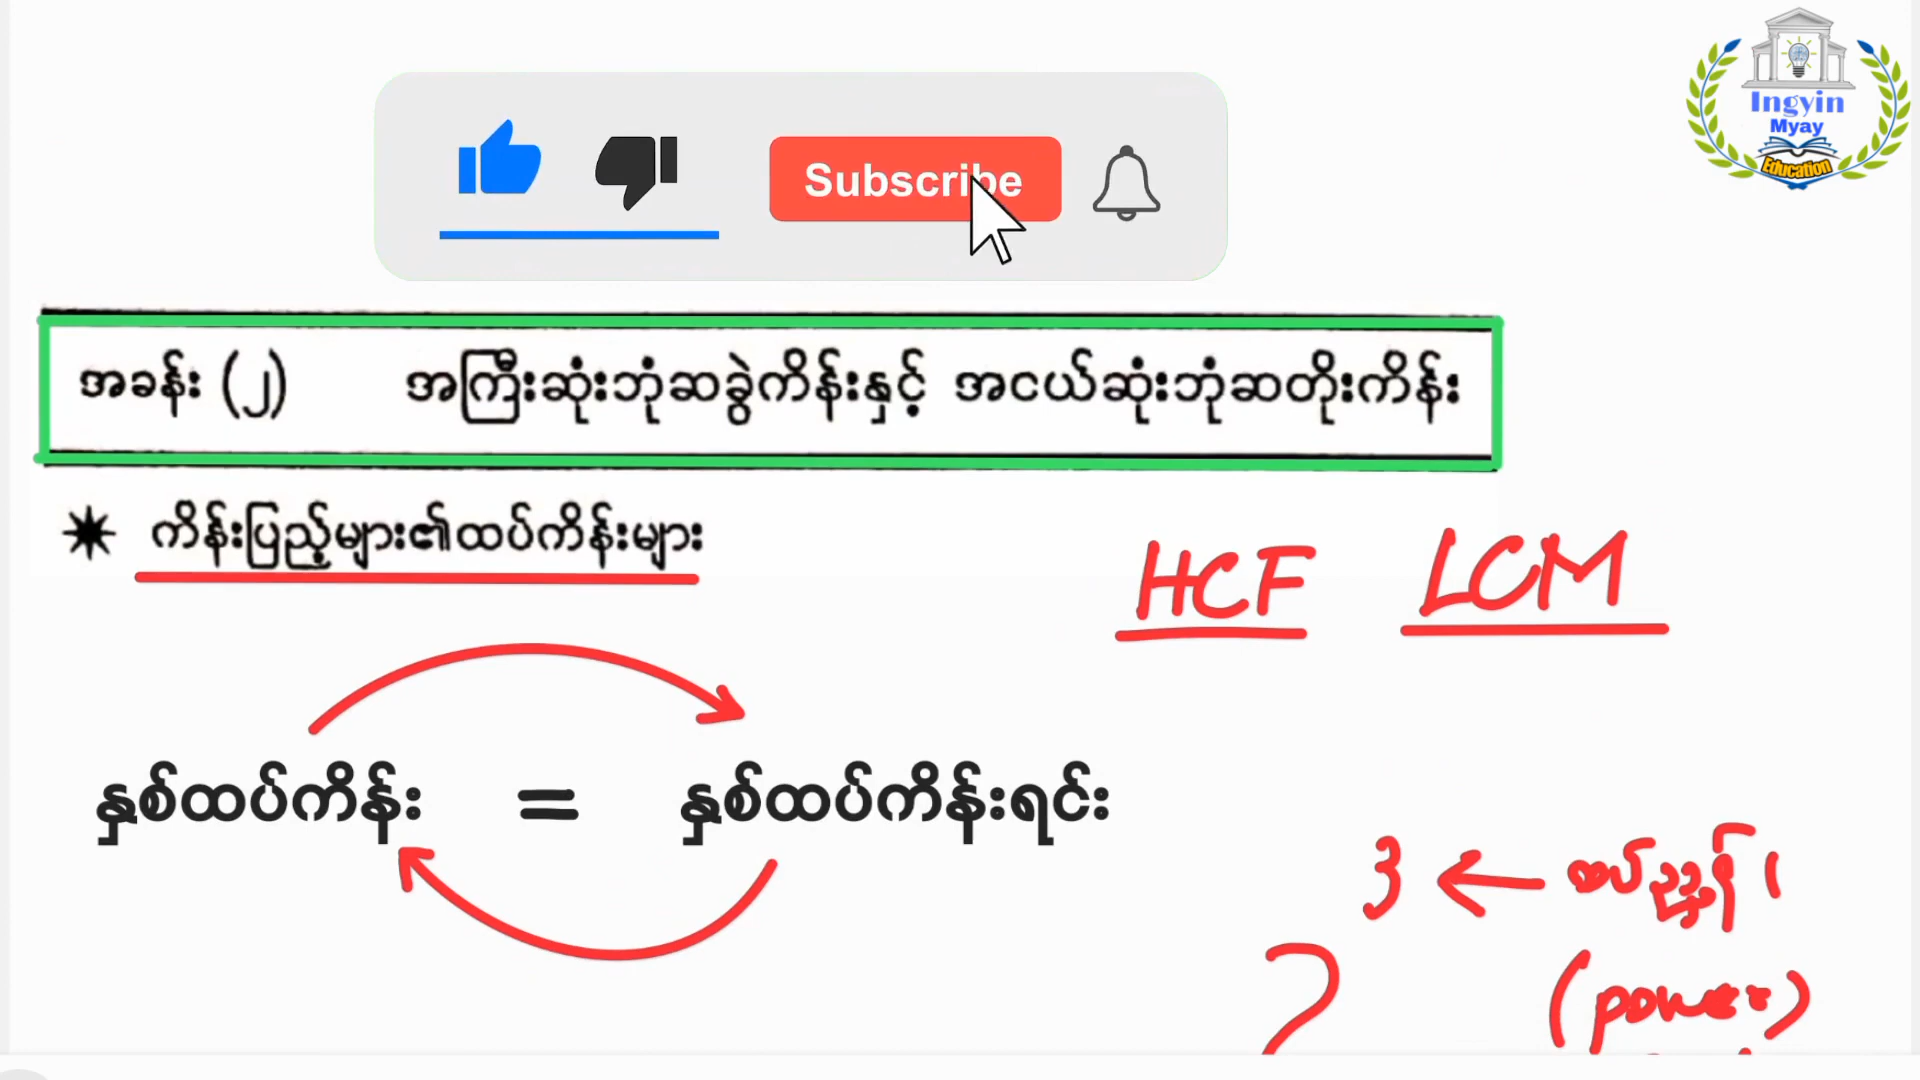 Ingyin
Myay
Education
Subscribe
အခန်း (၂) အကြီးဆုံးဘုံဆခွဲကိန်းနှင့် အငယ်ဆုံးဘုံဆတိုးကိန်း
ကိန်းပြည့်များ၏ထပ်ကိန်းများ
HCF LCM
နှစ်ထပ်ကိန်း = နှစ်ထပ်ကိန်းရင်း
3 ←
2
(power)